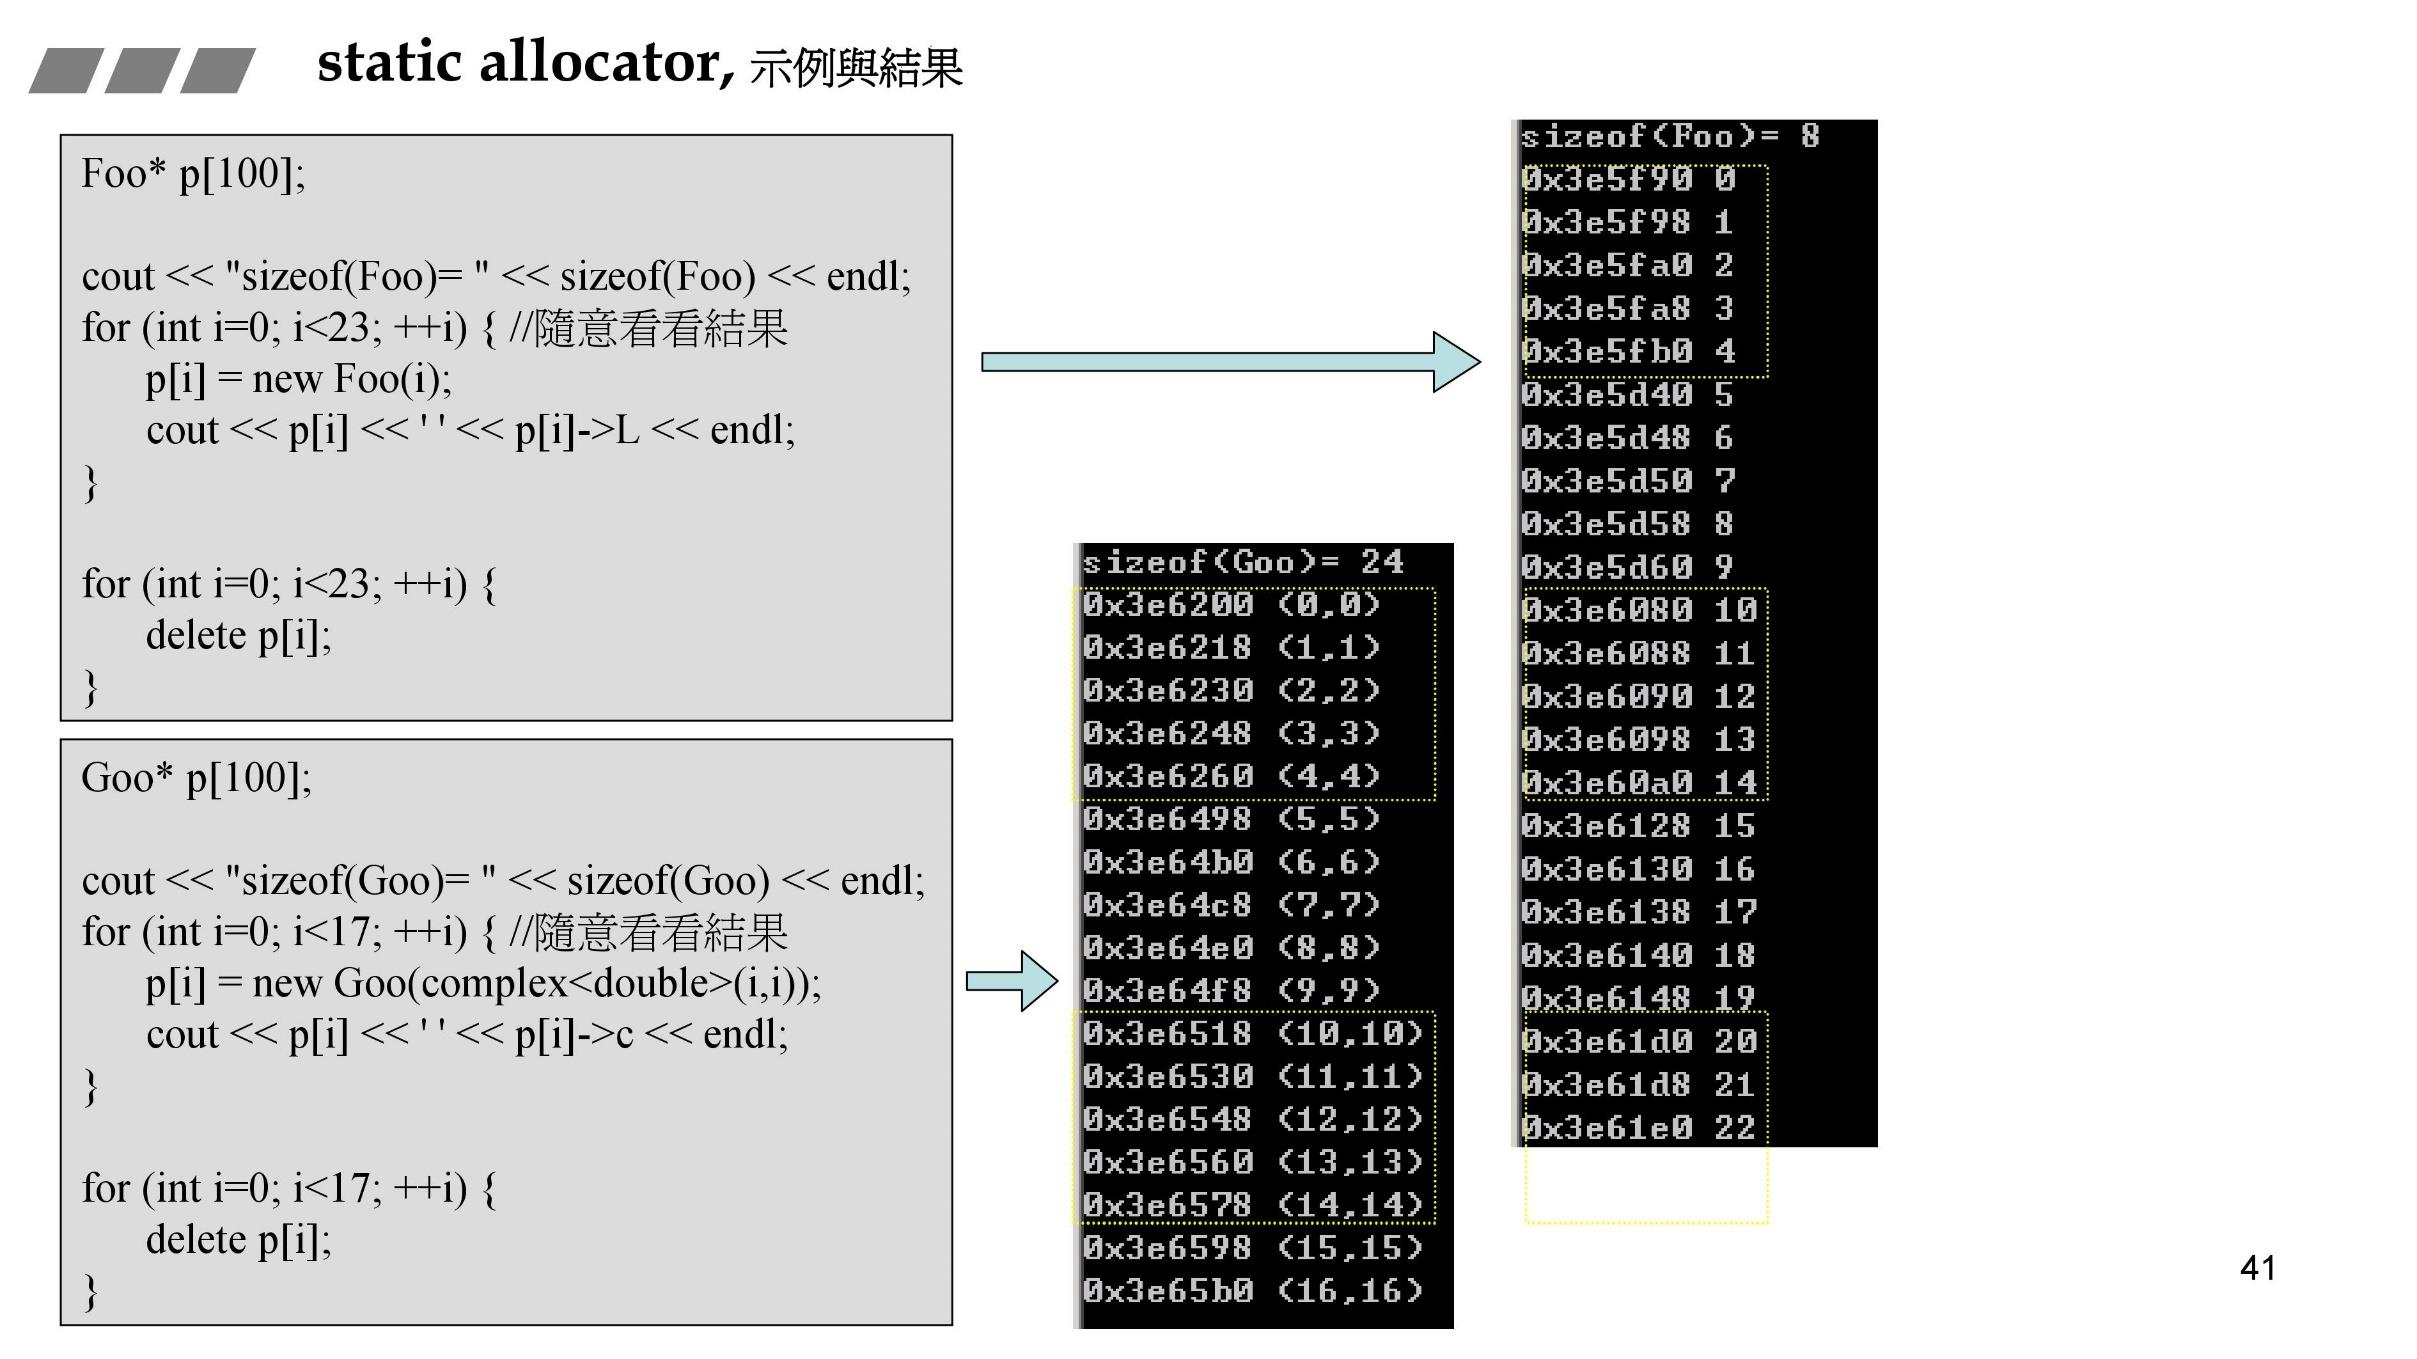 static allocator, 示例與結果
Foo* p[100];
cout << "sizeof(Foo)= " << sizeof(Foo) << endl;
for (int i=0; i<23; ++i) { //隨意看看結果
p[i] = new Foo(i);
cout << p[i] << ' ' << p[i]->L << endl;
}
for (int i=0; i<23; ++i) {
delete p[i];
}
Goo* p[100];
cout << "sizeof(Goo)= " << sizeof(Goo) << endl;
for (int i=0; i<17; ++i) { //隨意看看結果
p[i] = new Goo(complex<double>(i,i));
cout << p[i] << ' ' << p[i]->c << endl;
}
for (int i=0; i<17; ++i) {
delete p[i];
}
sizeof(Goo)= 24
0x3e6200 (0,0)
0x3e6218 (1,1)
0x3e6230 (2,2)
0x3e6248 (3,3)
0x3e6260 (4,4)
0x3e6498 (5,5)
0x3e64b0 (6,6)
0x3e64c8 (7,7)
0x3e64e0 (8,8)
0x3e64f8 (9,9)
0x3e6518 (10,10)
0x3e6530 (11,11)
0x3e6548 (12,12)
0x3e6560 (13,13)
0x3e6578 (14,14)
0x3e6598 (15,15)
0x3e65b0 (16,16)
sizeof(Foo)= 8
0x3e5f90 0
0x3e5f98 1
0x3e5fa0 2
0x3e5fa8 3
0x3e5fb0 4
0x3e5d40 5
0x3e5d48 6
0x3e5d50 7
0x3e5d58 8
0x3e5d60 9
0x3e6080 10
0x3e6088 11
0x3e6090 12
0x3e6098 13
0x3e60a0 14
0x3e6128 15
0x3e6130 16
0x3e6138 17
0x3e6140 18
0x3e6148 19
0x3e61d0 20
0x3e61d8 21
0x3e61e0 22
41